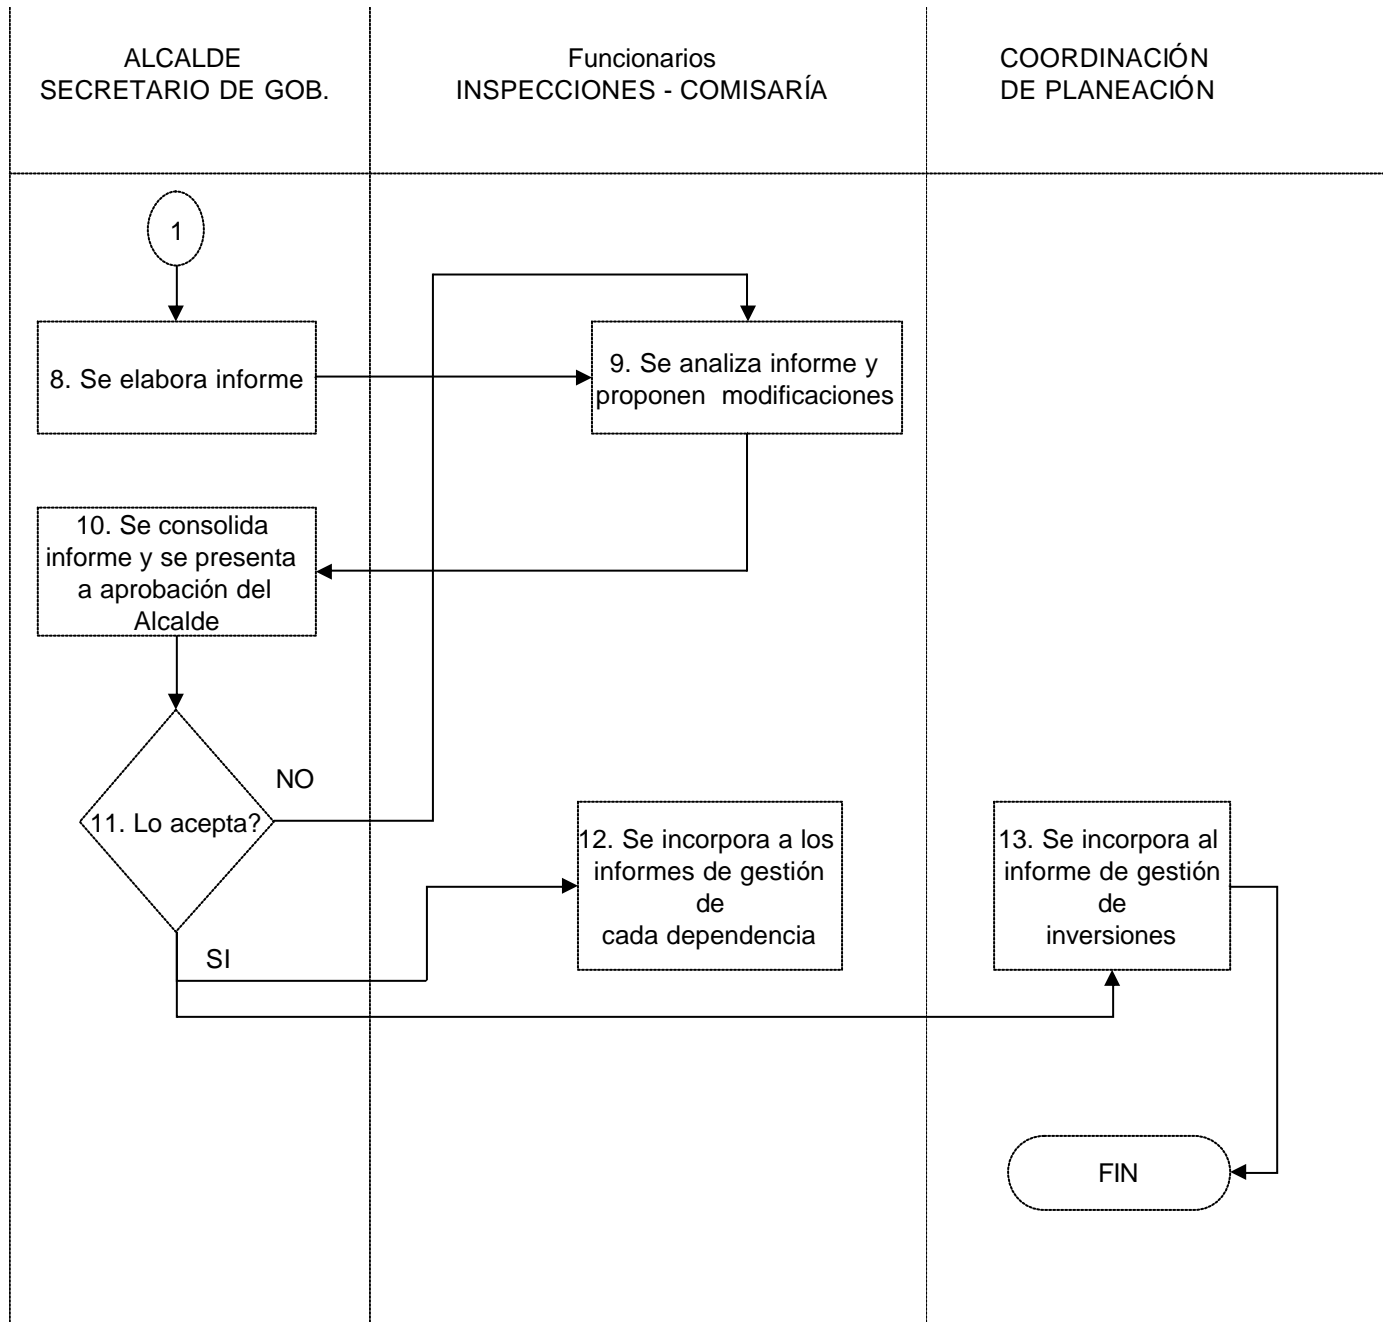 ALCALDE
SECRETARIO DE GOB.
Funcionarios
INSPECCIONES - COMISARÍA
COORDINACIÓN
DE PLANEACIÓN
1
8. Se elabora informe
9. Se analiza informe y
proponen modificaciones
10. Se consolida
informe y se presenta
a aprobación del
Alcalde
NO
11. Lo acepta?
SI
12. Se incorpora a los
informes de gestión
de
cada dependencia
13. Se incorpora al
informe de gestión
de
inversiones
FIN